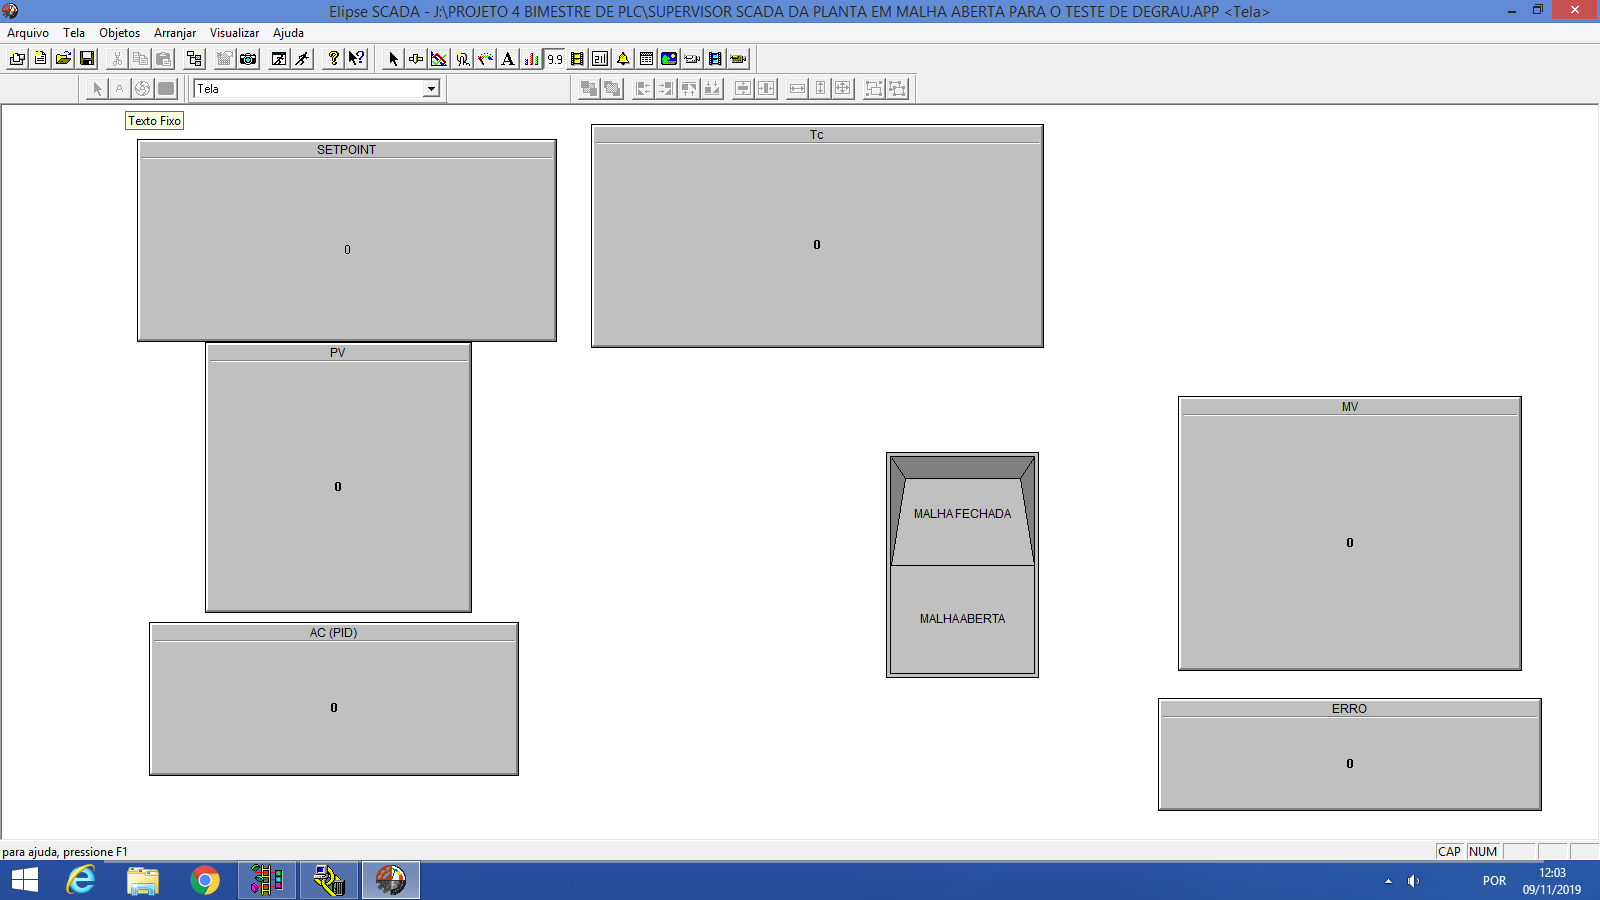 Elipse SCADA - J:\PROJETO 4 BIMESTRE DE PLC\SUPERVISOR SCADA DA PLANTA EM MALHA ABERTA PARA O TESTE DE DEGRAU.APP <Tela>
Arquivo Tela Objetos Arranjar Visualizar Ajuda
A 9.9
A Tela
Texto Fixo
SETPOINT
0
Tc
0
PV
0
AC (PID)
0
MALHA FECHADA
MALHA ABERTA
MV
0
ERRO
0
para ajuda, pressione F1
CAP NUM
POR
12:03
09/11/2019